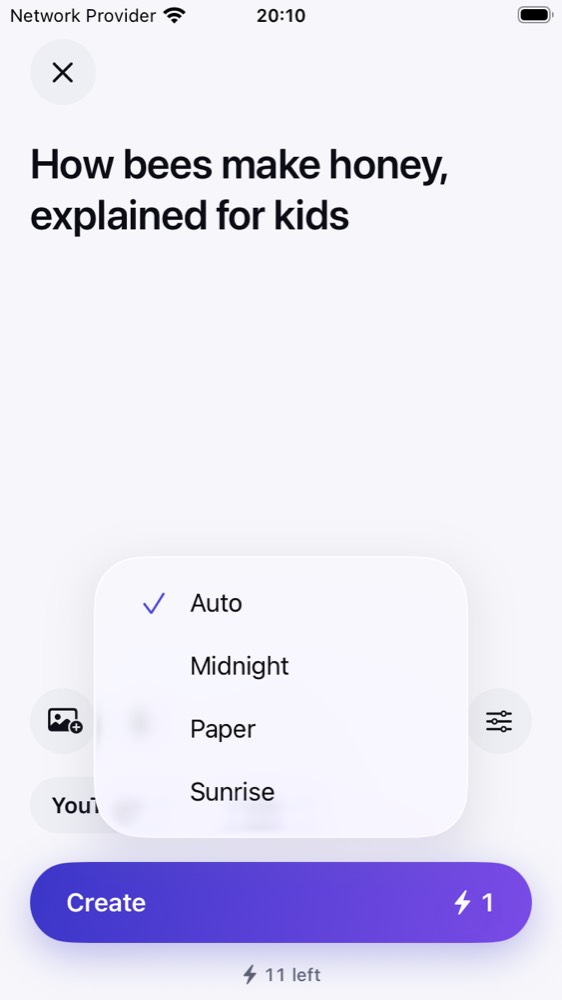 Network Provider 20:10
How bees make honey,
explained for kids
Auto
Midnight
Paper
Sunrise
Create 1
11 left